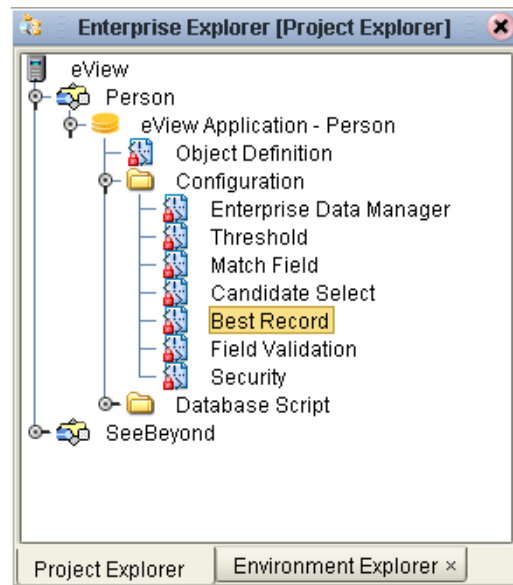 Enterprise Explorer [Project Explorer]
eView
Person
eView Application - Person
Object Definition
Configuration
Enterprise Data Manager
Threshold
Match Field
Candidate Select
Best Record
Field Validation
Security
Database Script
SeeBeyond
Project Explorer
Environment Explorer ×